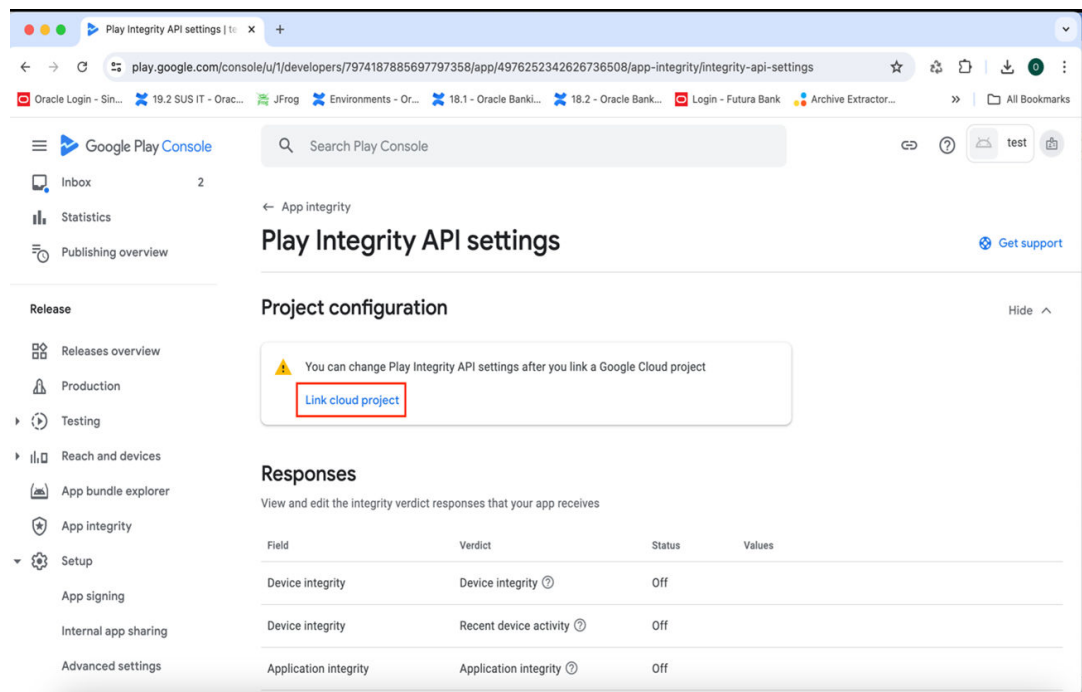 Play Integrity API settings | te
play.google.com/console/u/1/developers/7974187885697797358/app/4976252342626736508/app-integrity/integrity-api-settings
O
Oracle Login - Sin... 19.2 SUS IT - Orac... JFrog Environments - Or... 18.1 - Oracle Banki... 18.2 - Oracle Bank... Login - Futura Bank Archive Extractor... » All Bookmarks
Google Play Console
Search Play Console
test
Inbox 2
Statistics
Publishing overview
Release
Releases overview
Production
Testing
Reach and devices
App bundle explorer
App integrity
Setup
App signing
Internal app sharing
Advanced settings
← App integrity
Play Integrity API settings
Get support
Project configuration
Hide
You can change Play Integrity API settings after you link a Google Cloud project
Link cloud project
Responses
View and edit the integrity verdict responses that your app receives
Field Verdict Status Values
Device integrity Device integrity Off
Device integrity Recent device activity Off
Application integrity Application integrity Off